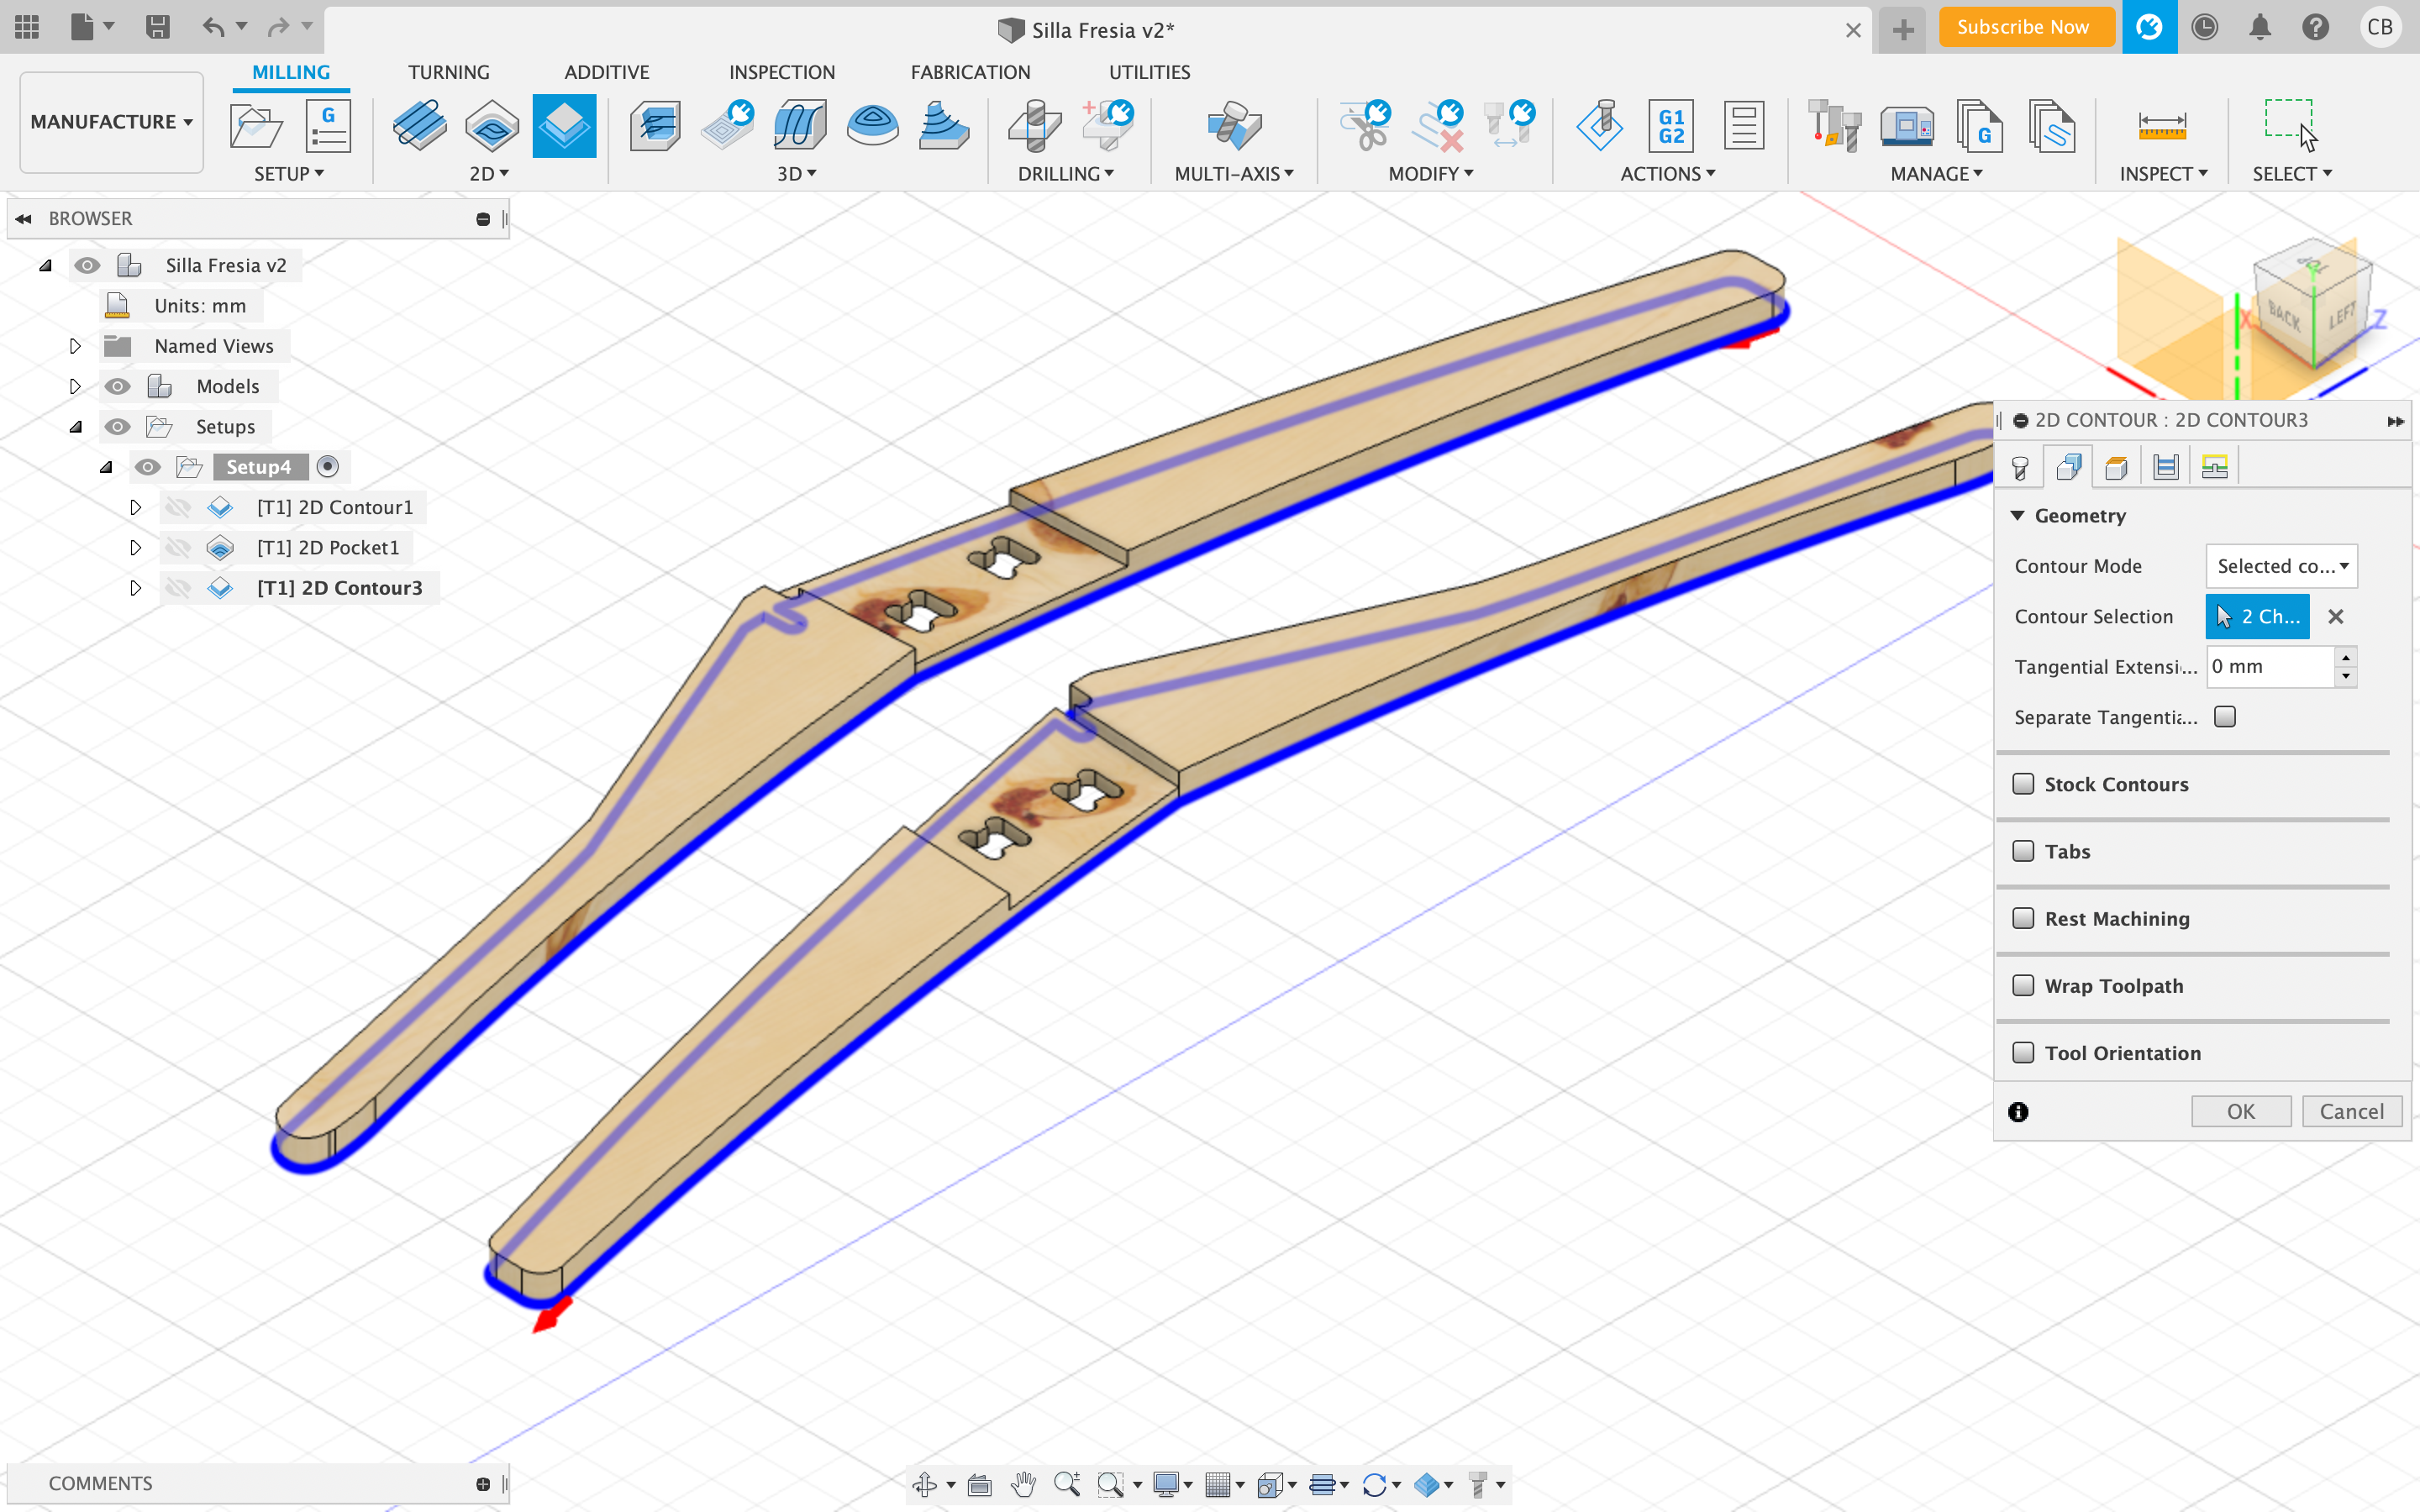 Silla Fresia v2*
Subscribe Now
CB
MANUFACTURE
MILLING
TURNING
ADDITIVE
INSPECTION
FABRICATION
UTILITIES
G
G1
G2
G
SETUP
2D
3D
DRILLING
MULTI-AXIS
MODIFY
ACTIONS
MANAGE
INSPECT
SELECT
BROWSER
Silla Fresia v2
Units: mm
Named Views
Models
Setups
Setup4
[T1] 2D Contour1
[T1] 2D Pocket1
[T1] 2D Contour3
TOP
BACK
LEFT
X
Z
2D CONTOUR : 2D CONTOUR3
Geometry
Contour Mode
Selected co...
Contour Selection
2 Ch...
Tangential Extensi...
0 mm
Separate Tangentia...
Stock Contours
Tabs
Rest Machining
Wrap Toolpath
Tool Orientation
OK
Cancel
COMMENTS